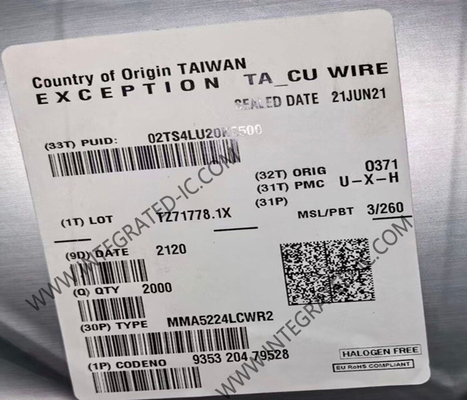 Country of Origin TAIWAN
EXCEPTION TA_CU WIRE
SEALED DATE 21JUN21
(33T) PUID: 02TS4LU20
(32T) ORIG 0371
(31T) PMC U-X-H
(31P)
(1T) LOT TZ71778.1X
MSL/PBT 3/260
(9D) DATE 2120
(Q) QTY 2000
(30P) TYPE MMA5224LCWR2
(1P) CODENO 9353 204 79528
HALOGEN FREE
EU RoHS COMPLIANT
WWW.INTEGRATED-IC.COM
WWW.INTEGRATED-IC.COM